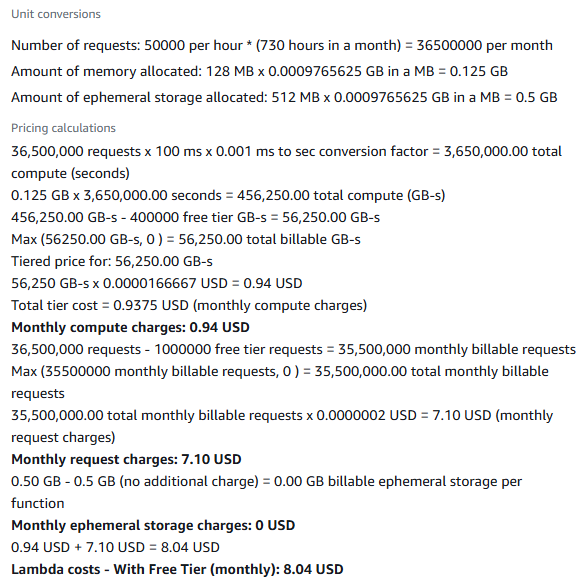 Unit conversions
Number of requests: 50000 per hour * (730 hours in a month) = 36500000 per month
Amount of memory allocated: 128 MB x 0.0009765625 GB in a MB = 0.125 GB
Amount of ephemeral storage allocated: 512 MB x 0.0009765625 GB in a MB = 0.5 GB
Pricing calculations
36,500,000 requests x 100 ms x 0.001 ms to sec conversion factor = 3,650,000.00 total
compute (seconds)
0.125 GB x 3,650,000.00 seconds = 456,250.00 total compute (GB-s)
456,250.00 GB-s - 400000 free tier GB-s = 56,250.00 GB-s
Max (56250.00 GB-s, 0 ) = 56,250.00 total billable GB-s
Tiered price for: 56,250.00 GB-s
56,250 GB-s x 0.0000166667 USD = 0.94 USD
Total tier cost = 0.9375 USD (monthly compute charges)
Monthly compute charges: 0.94 USD
36,500,000 requests - 1000000 free tier requests = 35,500,000 monthly billable requests
Max (35500000 monthly billable requests, 0 ) = 35,500,000.00 total monthly billable
requests
35,500,000.00 total monthly billable requests x 0.0000002 USD = 7.10 USD (monthly
request charges)
Monthly request charges: 7.10 USD
0.50 GB - 0.5 GB (no additional charge) = 0.00 GB billable ephemeral storage per
function
Monthly ephemeral storage charges: 0 USD
0.94 USD + 7.10 USD = 8.04 USD
Lambda costs - With Free Tier (monthly): 8.04 USD